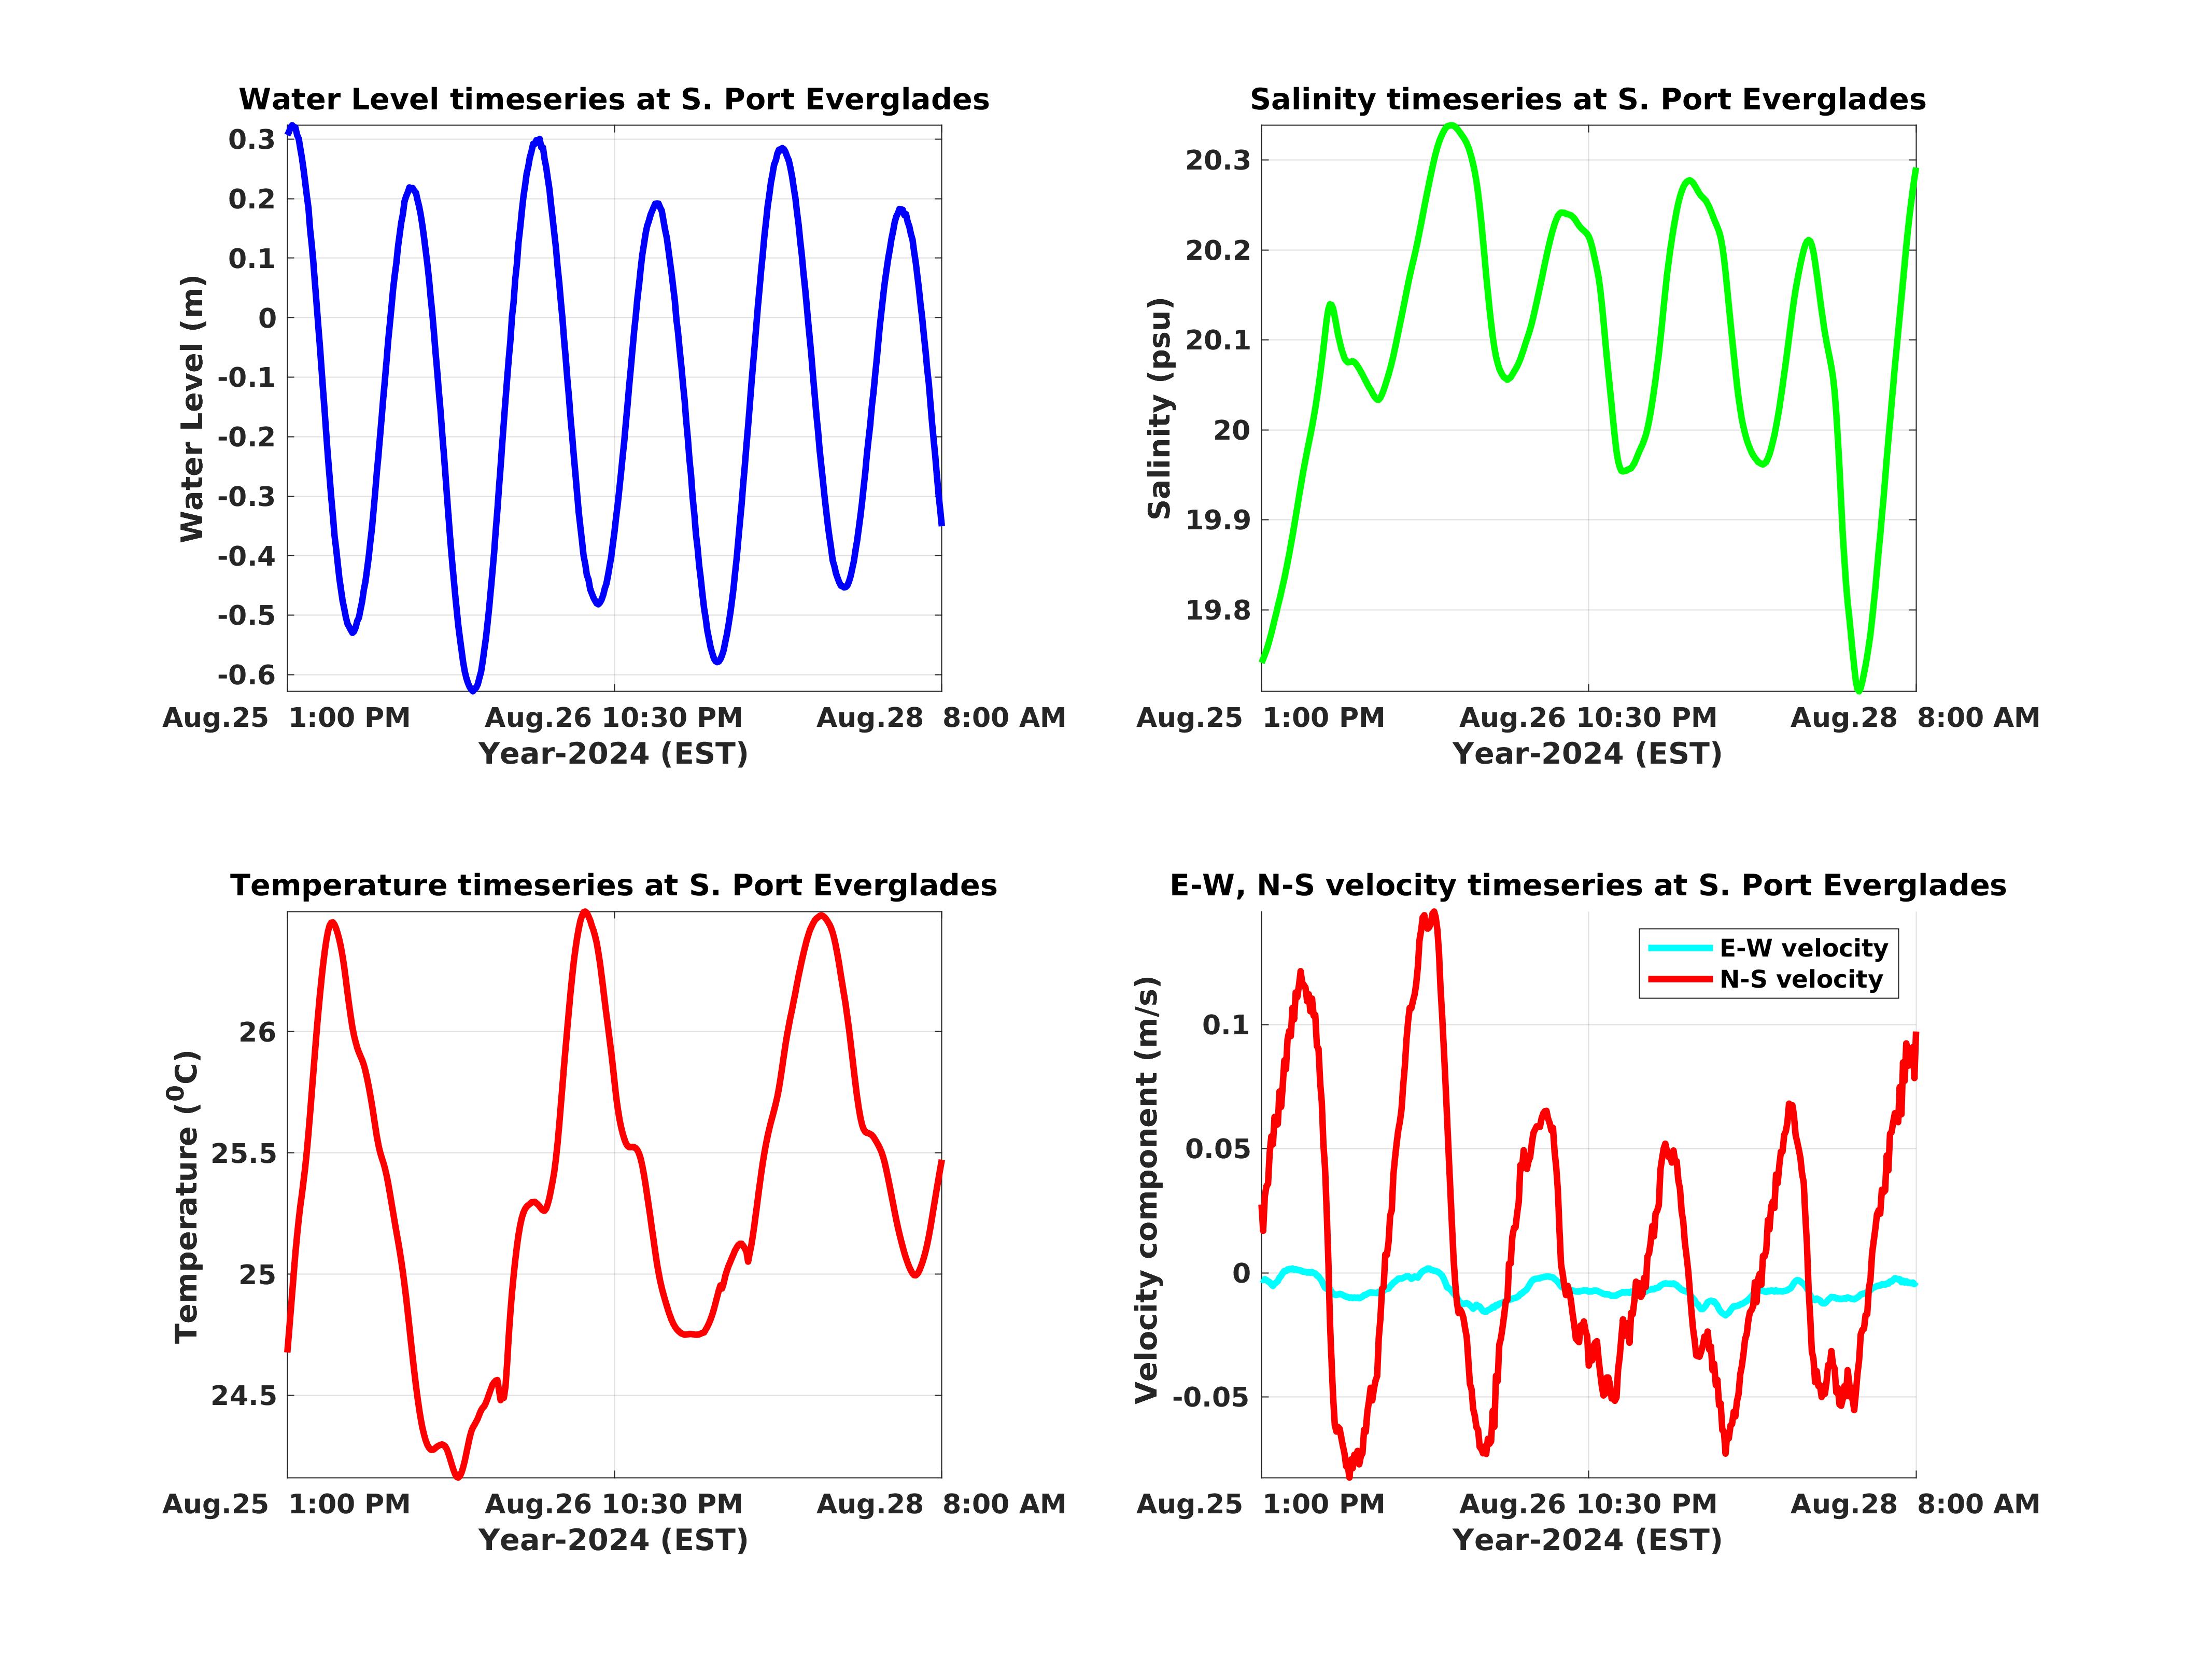 Water Level timeseries at S. Port Everglades
0.3
0.2
0.1
0
-0.1
-0.2
-0.3
-0.4
-0.5
-0.6
Water Level (m)
Aug.25 1:00 PM
Aug.26 10:30 PM
Aug.28 8:00 AM
Year-2024 (EST)
Salinity timeseries at S. Port Everglades
20.3
20.2
20.1
20
19.9
19.8
Salinity (psu)
Aug.25 1:00 PM
Aug.26 10:30 PM
Aug.28 8:00 AM
Year-2024 (EST)
Temperature timeseries at S. Port Everglades
26
25.5
25
24.5
Temperature (⁰C)
Aug.25 1:00 PM
Aug.26 10:30 PM
Aug.28 8:00 AM
Year-2024 (EST)
E-W, N-S velocity timeseries at S. Port Everglades
E-W velocity
N-S velocity
0.1
0.05
0
-0.05
Velocity component (m/s)
Aug.25 1:00 PM
Aug.26 10:30 PM
Aug.28 8:00 AM
Year-2024 (EST)